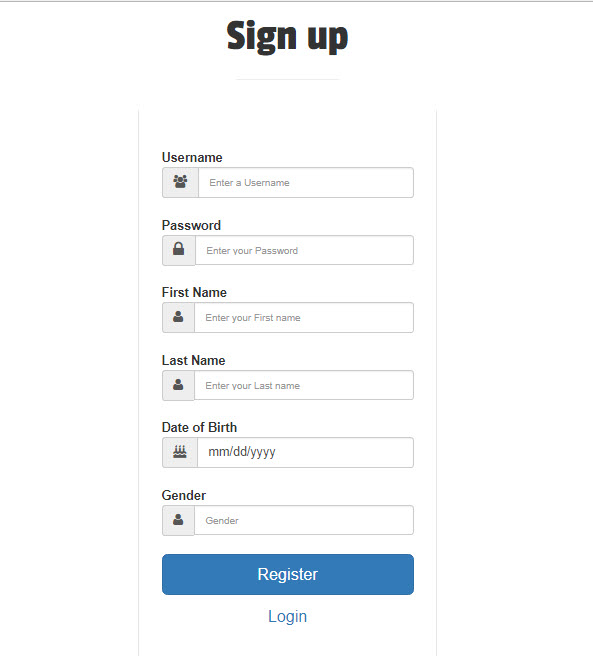 Sign up
Username
Enter a Username
Password
Enter your Password
First Name
Enter your First name
Last Name
Enter your Last name
Date of Birth
mm/dd/yyyy
Gender
Gender
Register
Login